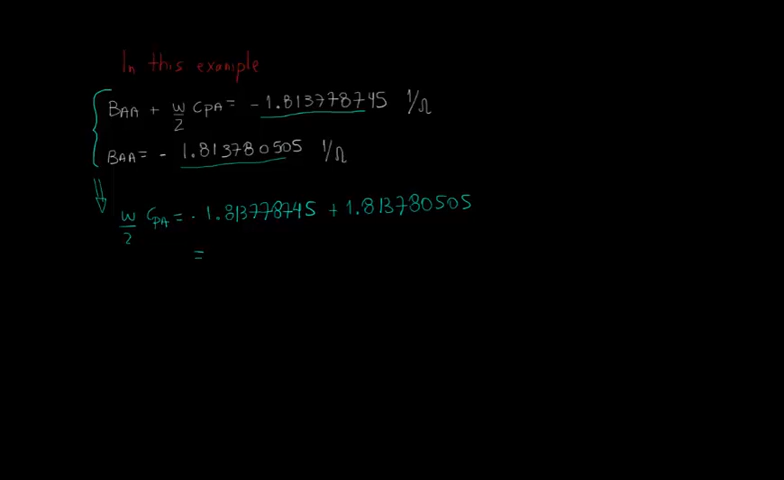 In this example
BAA + w/2 CPA = - 1.813778745 1/Ω
BAA = - 1.813780505 1/Ω
⇓ w/2 CPA = - 1.813778745 + 1.813780505
=